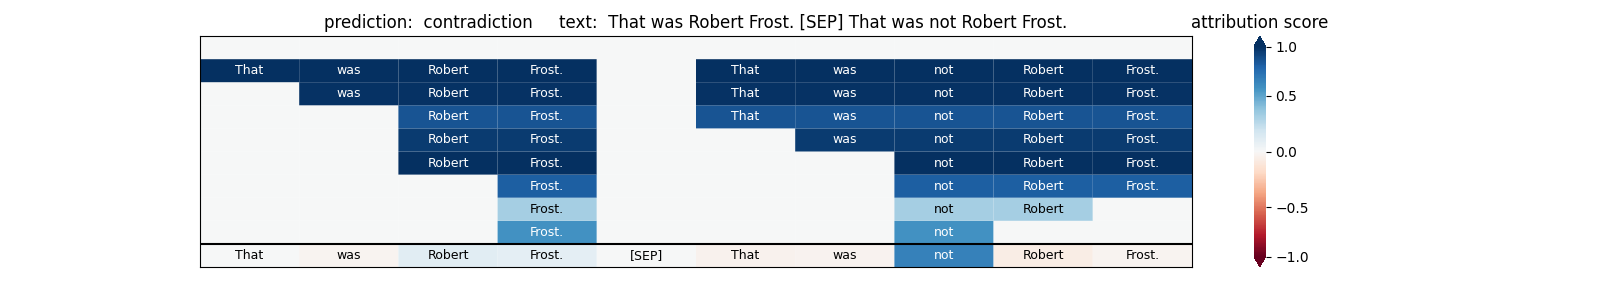 prediction: contradiction text: That was Robert Frost. [SEP] That was not Robert Frost. attribution score
That was Robert Frost. That was not Robert Frost. 1.0
was Robert Frost. That was not Robert Frost. 0.5
Robert Frost. That was not Robert Frost.
Robert Frost. was not Robert Frost.
Robert Frost. not Robert Frost. 0.0
Frost. not Robert Frost.
Frost. not Robert −0.5
Frost. not
That was Robert Frost. [SEP] That was not Robert Frost. −1.0